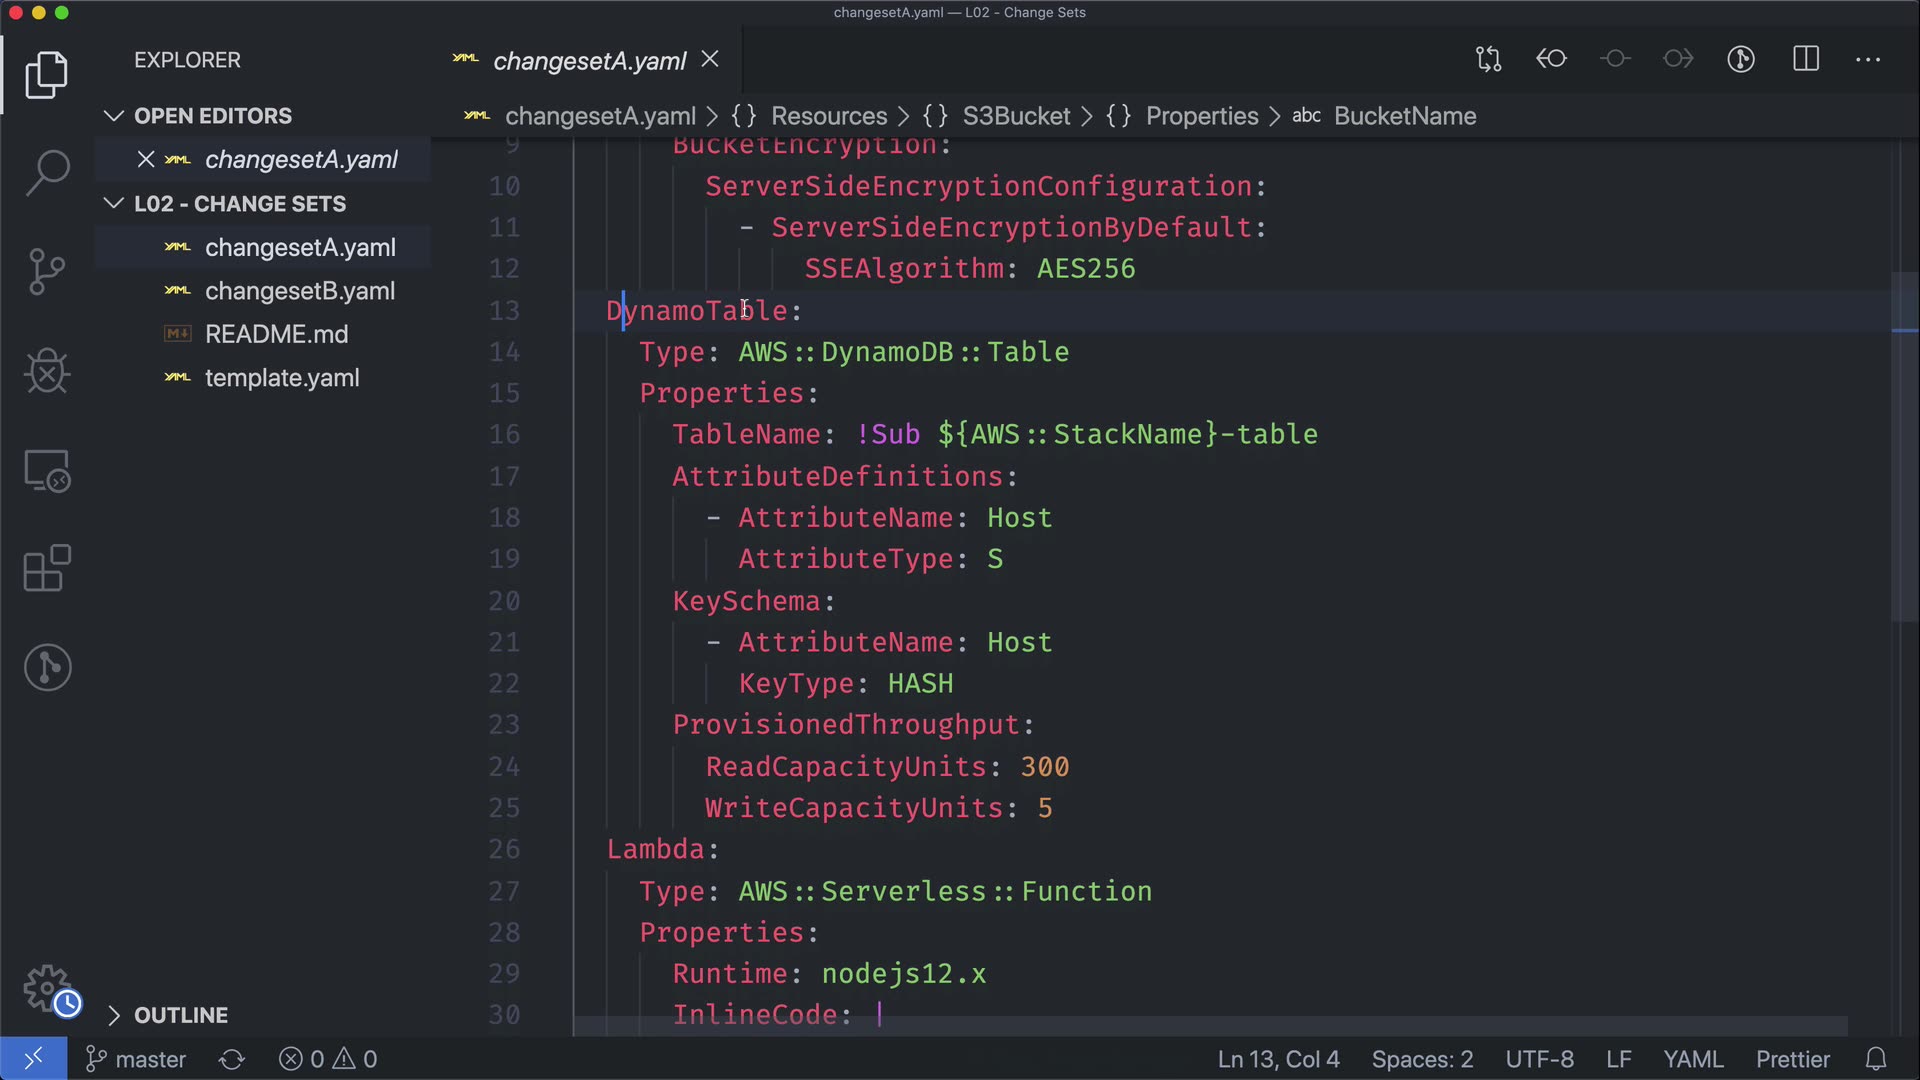 changesetA.yaml — L02 - Change Sets
EXPLORER
changesetA.yaml
OPEN EDITORS
changesetA.yaml
L02 - CHANGE SETS
changesetA.yaml
changesetB.yaml
README.md
template.yaml
OUTLINE
changesetA.yaml > {} Resources > {} S3Bucket > {} Properties > abc BucketName
9 BucketEncryption:
10 ServerSideEncryptionConfiguration:
11 - ServerSideEncryptionByDefault:
12 SSEAlgorithm: AES256
13 DynamoTable:
14 Type: AWS::DynamoDB::Table
15 Properties:
16 TableName: !Sub ${AWS::StackName}-table
17 AttributeDefinitions:
18 - AttributeName: Host
19 AttributeType: S
20 KeySchema:
21 - AttributeName: Host
22 KeyType: HASH
23 ProvisionedThroughput:
24 ReadCapacityUnits: 300
25 WriteCapacityUnits: 5
26 Lambda:
27 Type: AWS::Serverless::Function
28 Properties:
29 Runtime: nodejs12.x
30 InlineCode: |
master 0 0 Ln 13, Col 4 Spaces: 2 UTF-8 LF YAML Prettier